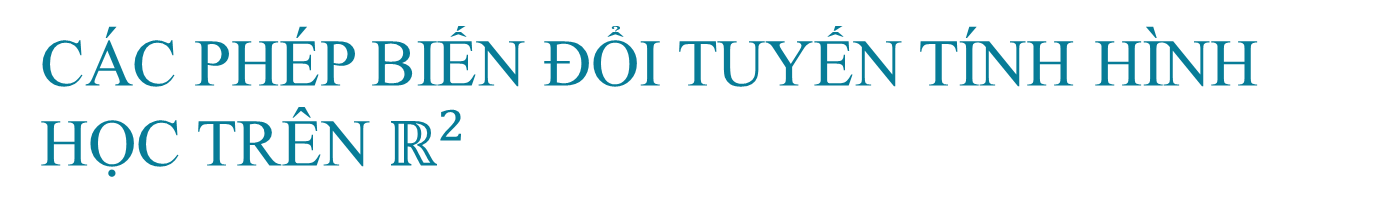 CÁC PHÉP BIẾN ĐỔI TUYẾN TÍNH HÌNH
HỌC TRÊN ℝ²